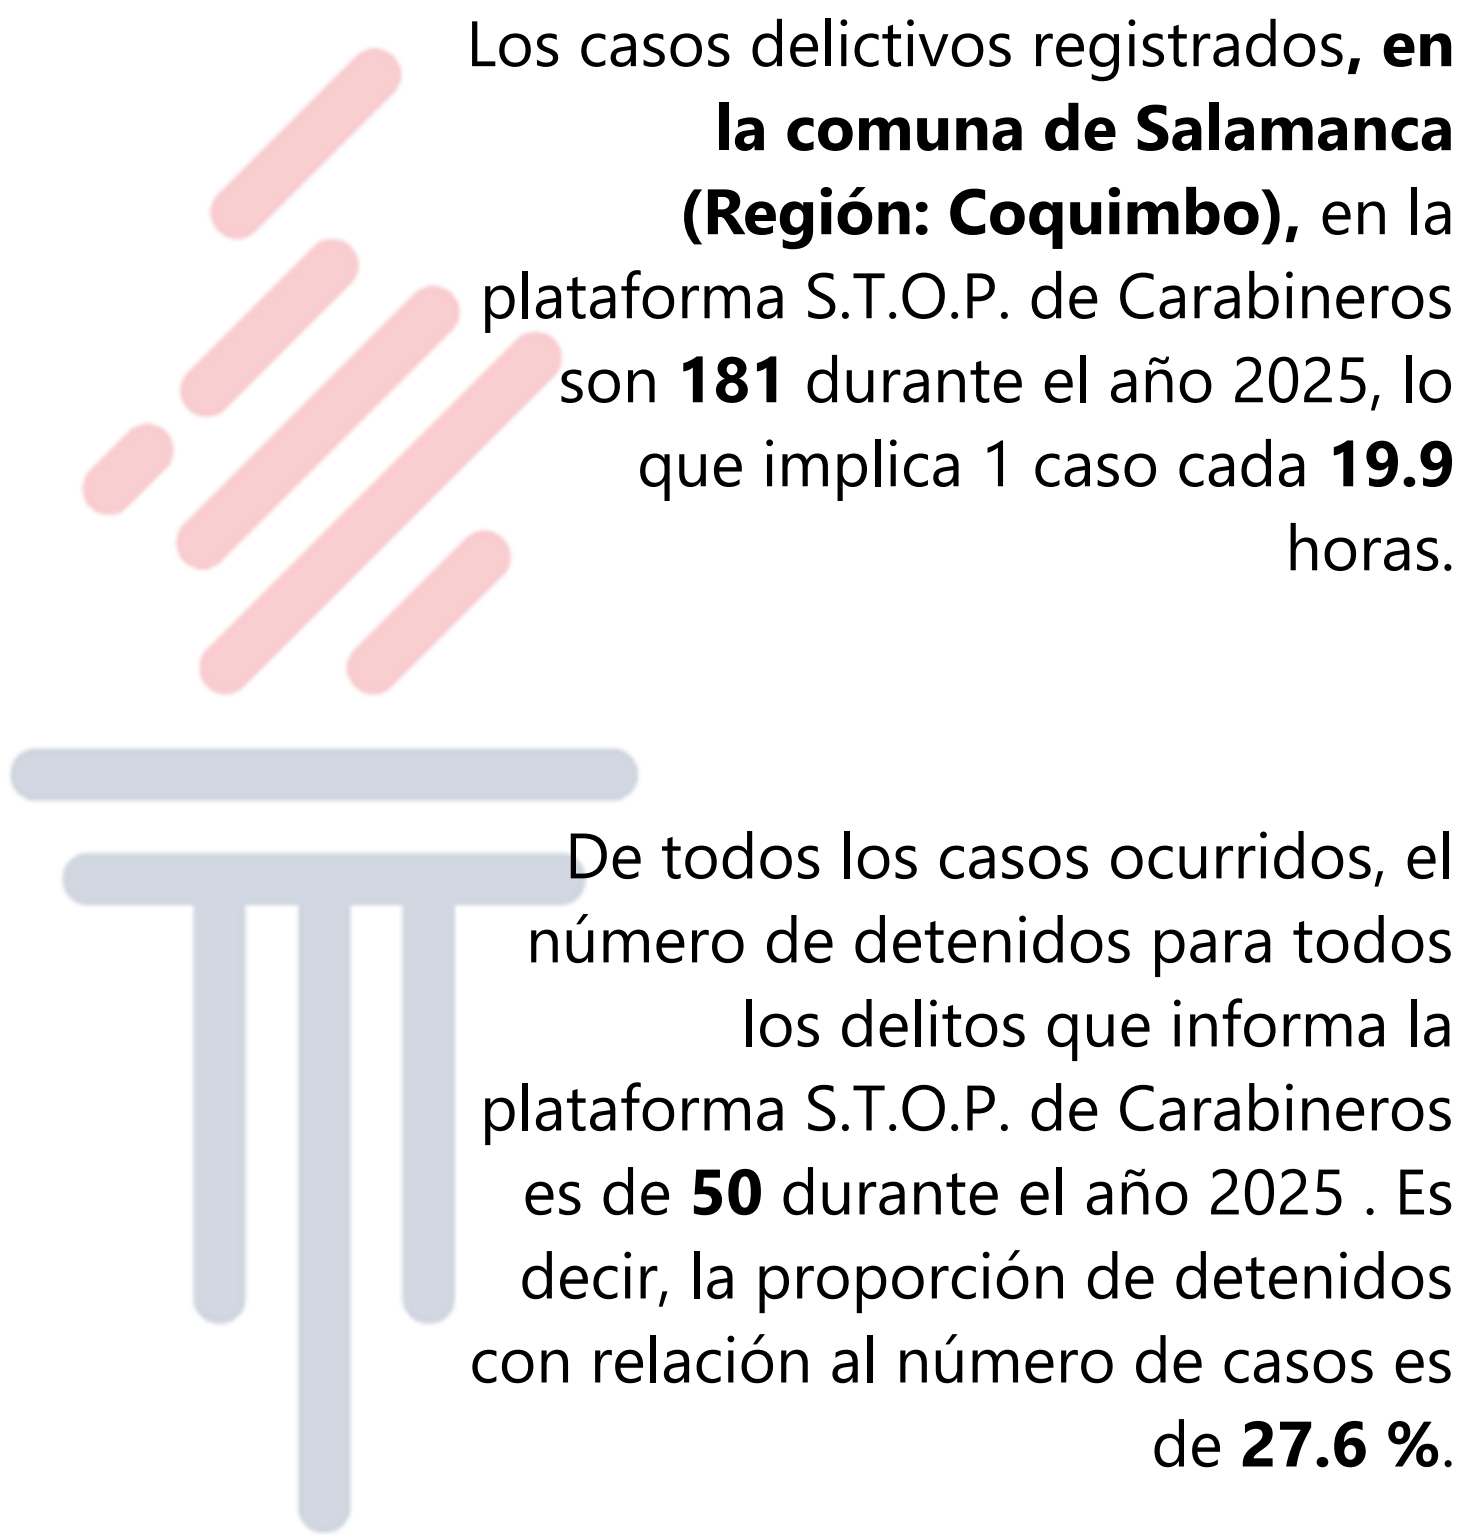 Los casos delictivos registrados, en
la comuna de Salamanca
(Región: Coquimbo), en la
plataforma S.T.O.P. de Carabineros
son 181 durante el año 2025, lo
que implica 1 caso cada 19.9
horas.
De todos los casos ocurridos, el
número de detenidos para todos
los delitos que informa la
plataforma S.T.O.P. de Carabineros
es de 50 durante el año 2025 . Es
decir, la proporción de detenidos
con relación al número de casos es
de 27.6 %.